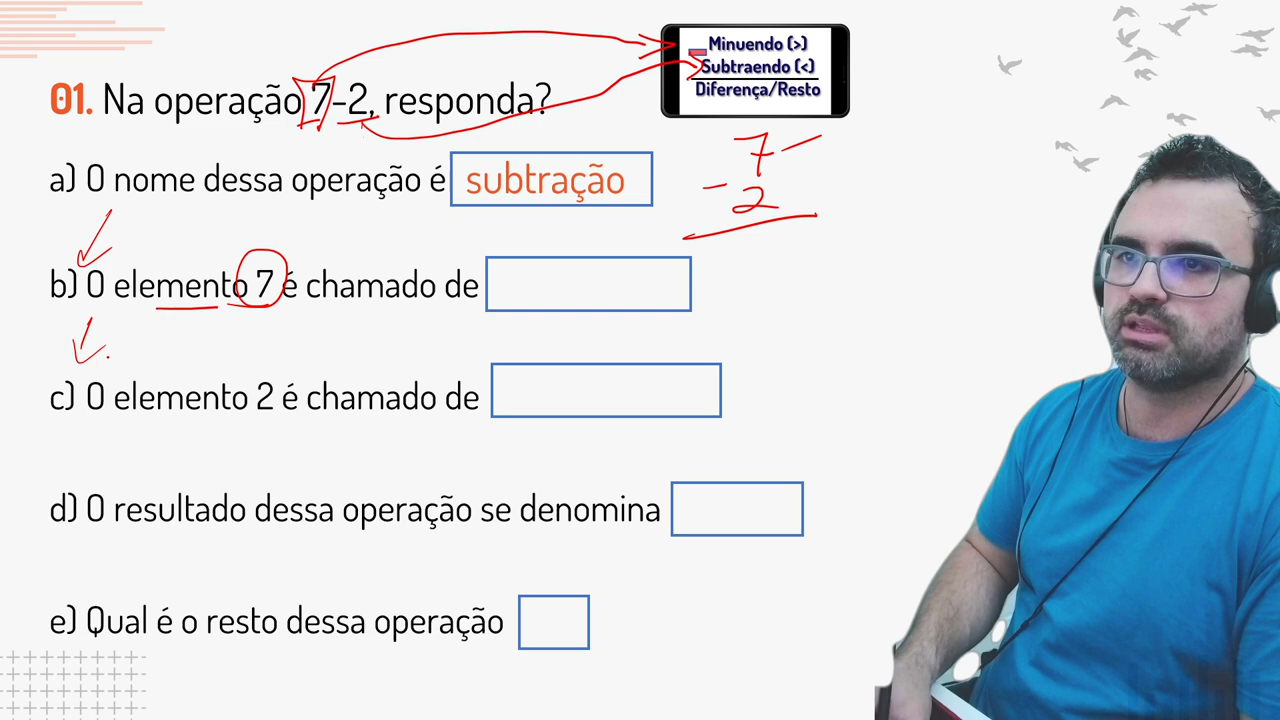 01. Na operação 7-2, responda?
Minuendo (>)
Subtraendo (<)
Diferença/Resto
7
- 2
a) O nome dessa operação é subtração
b) O elemento 7 é chamado de
c) O elemento 2 é chamado de
d) O resultado dessa operação se denomina
e) Qual é o resto dessa operação